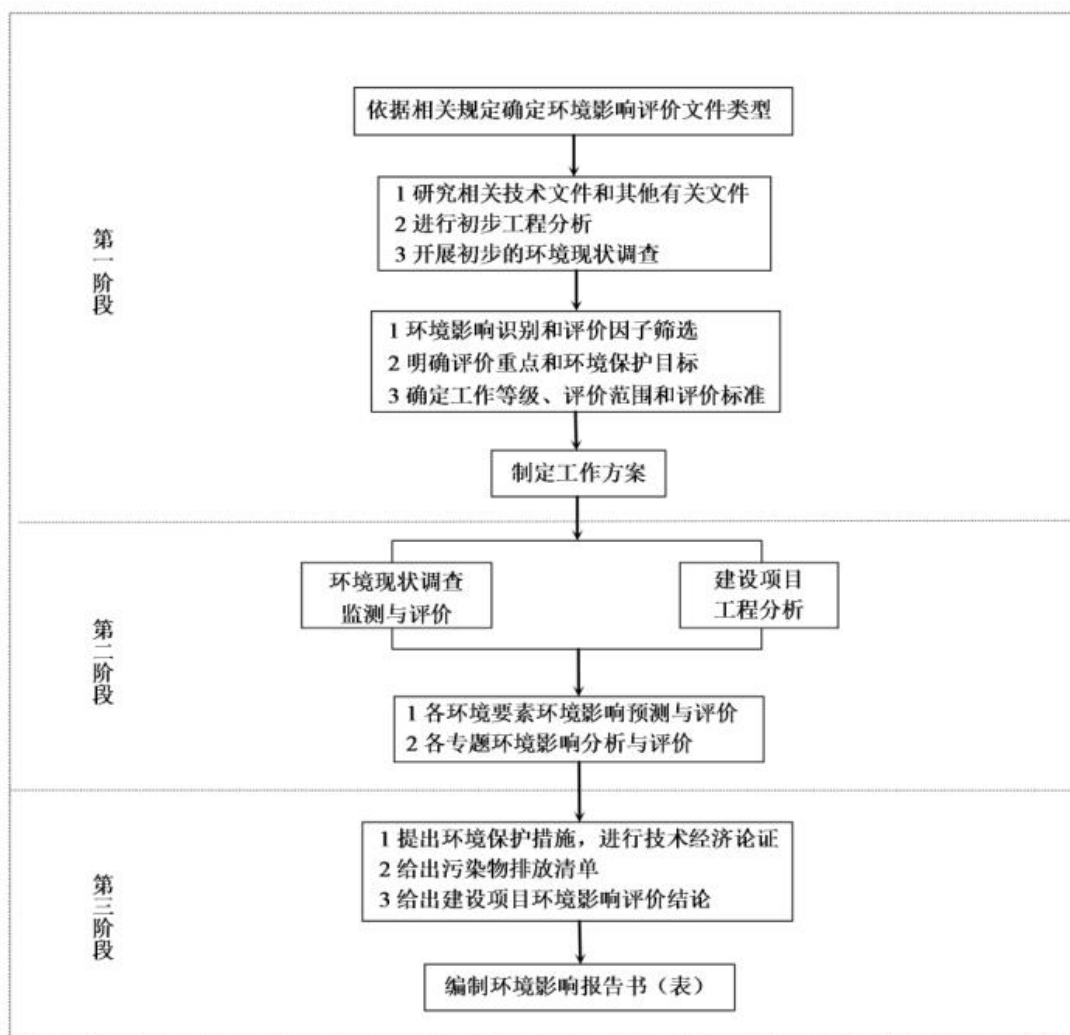 依据相关规定确定环境影响评价文件类型
1 研究相关技术文件和其他有关文件
2 进行初步工程分析
3 开展初步的环境现状调查
第一阶段
1 环境影响识别和评价因子筛选
2 明确评价重点和环境保护目标
3 确定工作等级、评价范围和评价标准
制定工作方案
第二阶段
环境现状调查
监测与评价
建设项目
工程分析
1 各环境要素环境影响预测与评价
2 各专题环境影响分析与评价
第三阶段
1 提出环境保护措施，进行技术经济论证
2 给出污染物排放清单
3 给出建设项目环境影响评价结论
编制环境影响报告书（表）